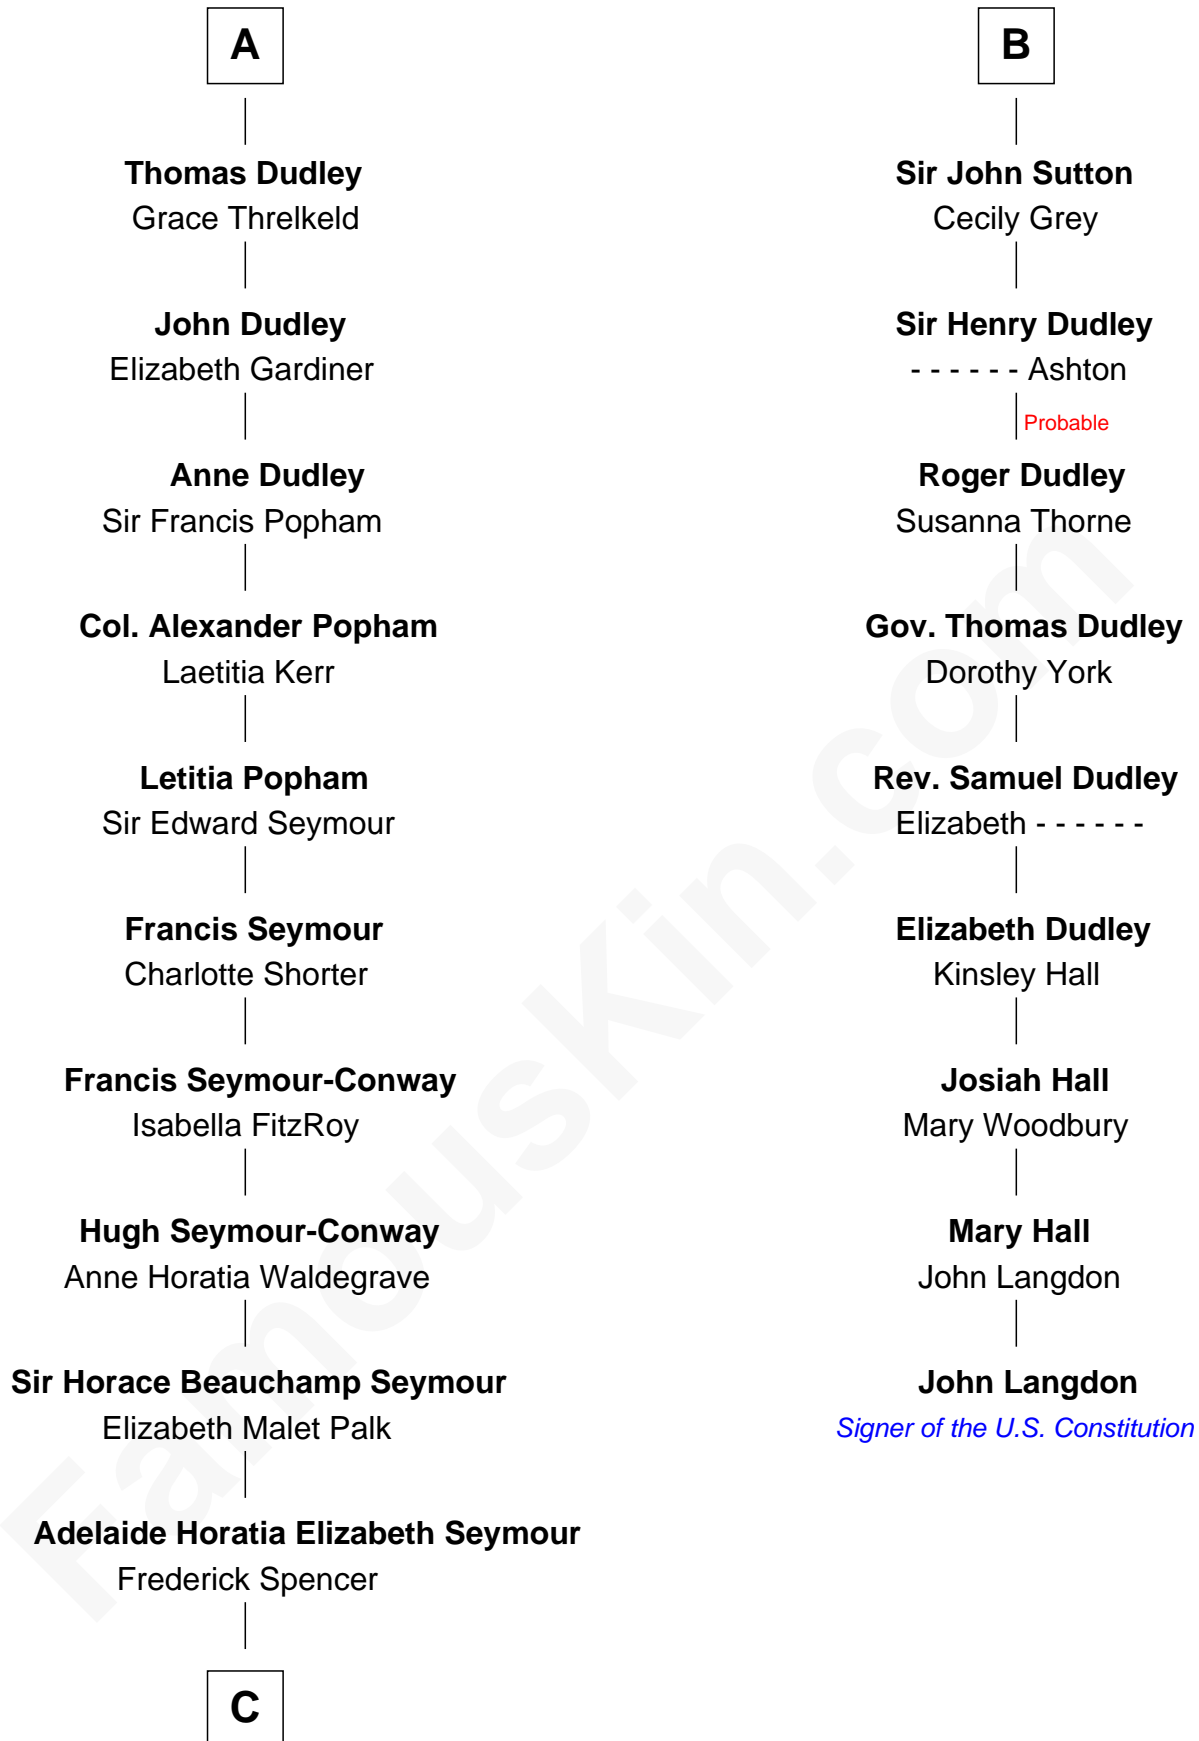 A
Thomas Dudley
Grace Threlkeld
John Dudley
Elizabeth Gardiner
Anne Dudley
Sir Francis Popham
Col. Alexander Popham
Laetitia Kerr
Letitia Popham
Sir Edward Seymour
Francis Seymour
Charlotte Shorter
Francis Seymour-Conway
Isabella FitzRoy
Hugh Seymour-Conway
Anne Horatia Waldegrave
Sir Horace Beauchamp Seymour
Elizabeth Malet Palk
Adelaide Horatia Elizabeth Seymour
Frederick Spencer
C
B
Sir John Sutton
Cecily Grey
Sir Henry Dudley
- - - - - - Ashton
Probable
Roger Dudley
Susanna Thorne
Gov. Thomas Dudley
Dorothy York
Rev. Samuel Dudley
Elizabeth - - - - - -
Elizabeth Dudley
Kinsley Hall
Josiah Hall
Mary Woodbury
Mary Hall
John Langdon
John Langdon
Signer of the U.S. Constitution
FamousKin.com